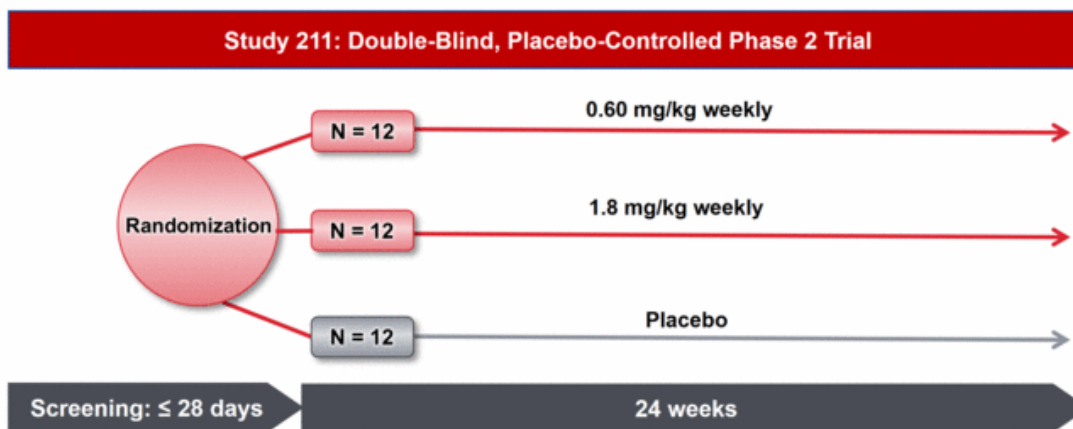 Study 211: Double-Blind, Placebo-Controlled Phase 2 Trial
N = 12
0.60 mg/kg weekly
Randomization
N = 12
1.8 mg/kg weekly
N = 12
Placebo
Screening: ≤ 28 days
24 weeks